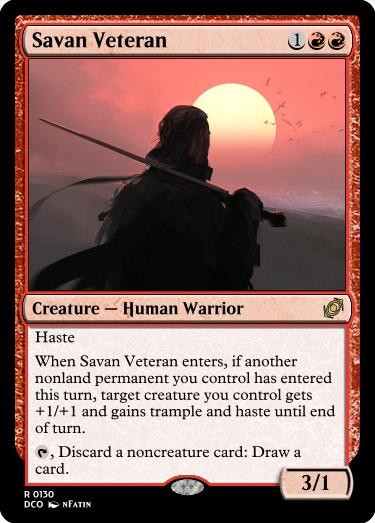 Savan Veteran 1
Creature — Human Warrior
Haste
When Savan Veteran enters, if another
nonland permanent you control has entered
this turn, target creature you control gets
+1/+1 and gains trample and haste until end
of turn.
, Discard a noncreature card: Draw a
card.
3/1
R 0130
DCO NFATIN